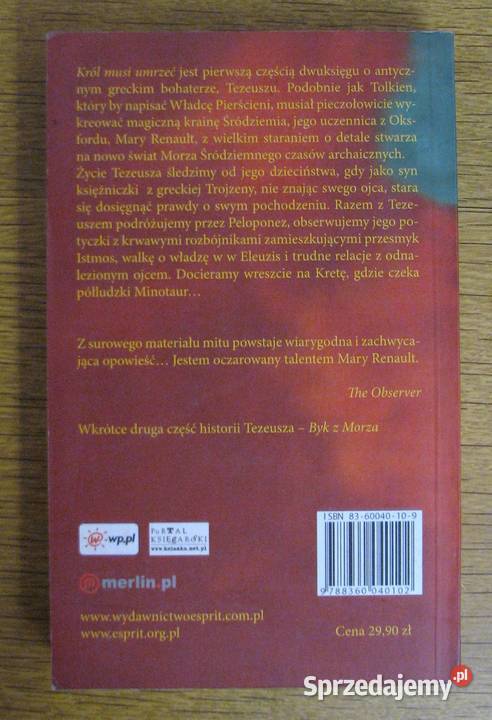 Król musi umrzeć jest pierwszą częścią dwuksięgu o antycz-
nym greckim bohaterze, Tezeuszu. Podobnie jak Tolkien,
który by napisać Władcę Pierścieni, musiał pieczołowicie wy-
kreować magiczną krainę Śródziemia, jego uczennica z Oks-
fordu, Mary Renault, z wielkim staraniem o detale stwarza
na nowo świat Morza Śródziemnego czasów archaicznych.
Życie Tezeusza śledzimy od jego dzieciństwa, gdy jako syn
księżniczki z greckiej Trojzeny, nie znając swego ojca, stara
się dosięgnąć prawdy o swym pochodzeniu. Razem z Teze-
uszem podróżujemy przez Peloponez, obserwujemy jego po-
tyczki z krwawymi rozbójnikami zamieszkującymi przesmyk
Istmos, walkę o władzę w w Eleuzis i trudne relacje z odna-
lezionym ojcem. Docieramy wreszcie na Kretę, gdzie czeka
półludzki Minotaur…
Z surowego materiału mitu powstaje wiarygodna i zachwyca-
jąca opowieść… Jestem oczarowany talentem Mary Renault.
The Observer
Wkrótce druga część historii Tezeusza – Byk z Morza
ISBN 83-60040-10-9
wp.pl
PoRTAL
KSIĘGARSKI
www.ksiazka.net.pl
merlin.pl
9788360040102
www.wydawnictwoesprit.com.pl
www.esprit.org.pl
Cena 29,90 zł
Sprzedajemy.pl